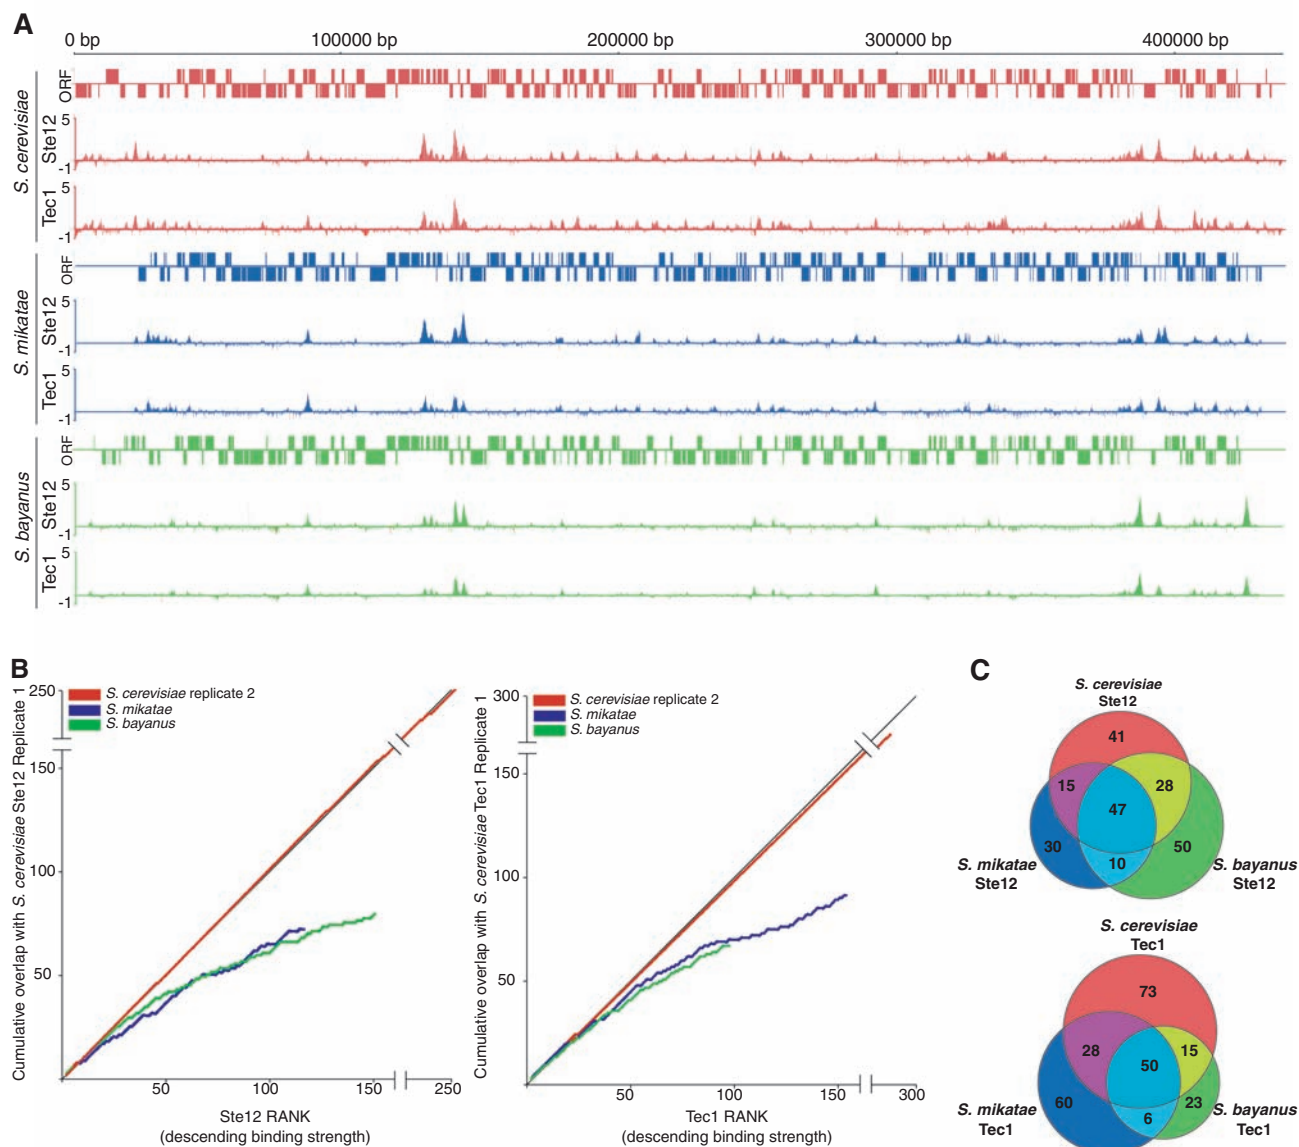 A
0 bp 100000 bp 200000 bp 300000 bp 400000 bp
S. cerevisiae
ORF
Ste12
5
-1
Tec1
5
-1
S. mikatae
ORF
Ste12
5
-1
Tec1
5
-1
S. bayanus
ORF
Ste12
5
-1
Tec1
5
-1
B
Cumulative overlap with S. cerevisiae Ste12 Replicate 1
250
150
100
50
S. cerevisiae replicate 2
S. mikatae
S. bayanus
50 100 150 250
Ste12 RANK
(descending binding strength)
Cumulative overlap with S. cerevisiae Tec1 Replicate 1
300
150
100
50
S. cerevisiae replicate 2
S. mikatae
S. bayanus
50 100 150 300
Tec1 RANK
(descending binding strength)
C
S. cerevisiae
Ste12
41
15 28
47
30 50
10
S. mikatae
Ste12
S. bayanus
Ste12
S. cerevisiae
Tec1
73
28 15
50
60 23
6
S. mikatae
Tec1
S. bayanus
Tec1